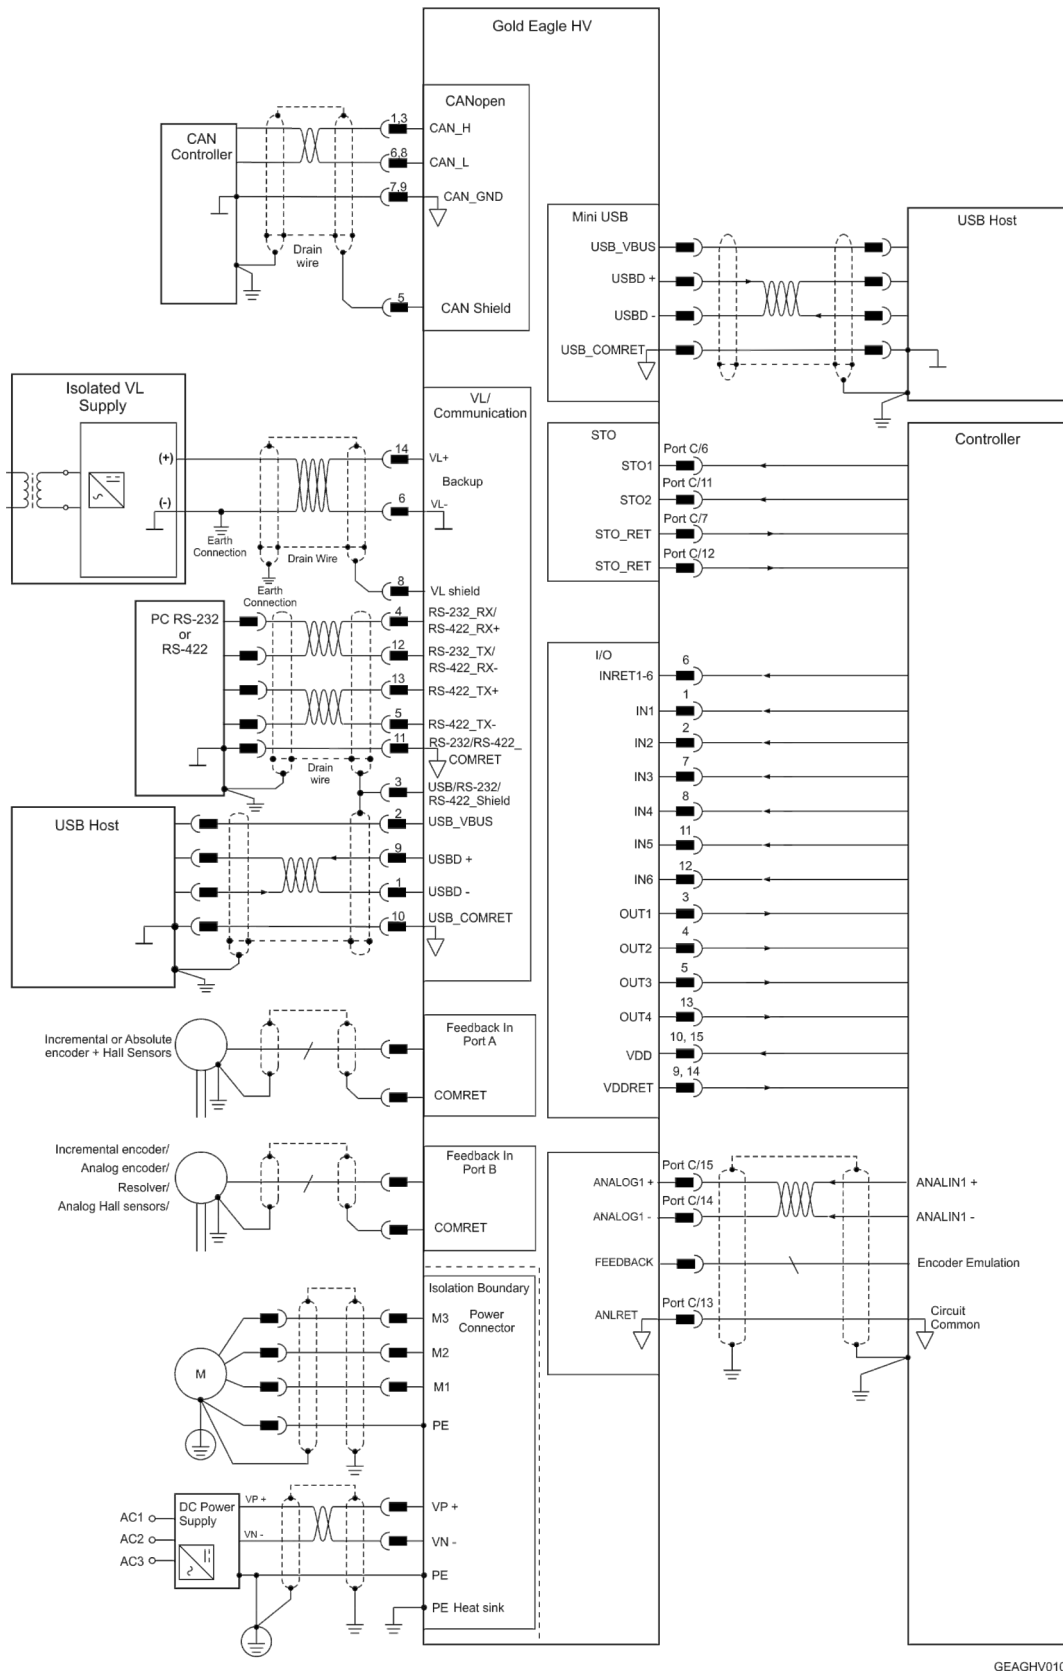 Gold Eagle HV
CANopen
CAN
Controller
1,3
CAN_H
6,8
CAN_L
7,9
CAN_GND
Drain
wire
5
CAN Shield
Mini USB
USB Host
USB_VBUS
USBD +
USBD -
USB_COMRET
Isolated VL
Supply
(+)
(-)
VL/
Communication
14
VL+
Backup
6
VL-
Earth
Connection
Drain Wire
Earth
Connection
8
VL shield
STO
Controller
Port C/6
STO1
Port C/11
STO2
Port C/7
STO_RET
Port C/12
STO_RET
PC RS-232
or
RS-422
4
RS-232_RX/
RS-422_RX+
12
RS-232_TX/
RS-422_RX-
13
RS-422_TX+
5
RS-422_TX-
11
RS-232/RS-422_
COMRET
Drain
wire
3
USB/RS-232/
RS-422_Shield
USB Host
2
USB_VBUS
9
USBD +
1
USBD -
10
USB_COMRET
I/O
6
INRET1-6
1
IN1
2
IN2
7
IN3
8
IN4
11
IN5
12
IN6
3
OUT1
4
OUT2
5
OUT3
13
OUT4
10, 15
VDD
9, 14
VDDRET
Incremental or Absolute
encoder + Hall Sensors
Feedback In
Port A
COMRET
Incremental encoder/
Analog encoder/
Resolver/
Analog Hall sensors/
Feedback In
Port B
COMRET
Port C/15
ANALOG1 +
ANALIN1 +
Port C/14
ANALOG1 -
ANALIN1 -
FEEDBACK
Encoder Emulation
Port C/13
ANLRET
Circuit
Common
Isolation Boundary
Power
Connector
M3
M2
M
M1
PE
DC Power
Supply
AC1
AC2
AC3
VP +
VN -
VP +
VN -
PE
PE Heat sink
GEAGHV010